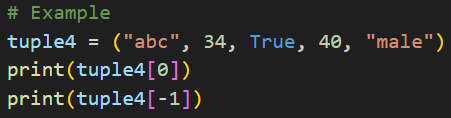 # Example
tuple4 = ("abc", 34, True, 40, "male")
print(tuple4[0])
print(tuple4[-1])